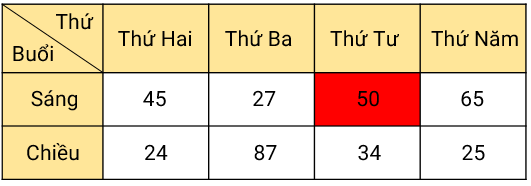 Thứ
Buổi
Thứ Hai Thứ Ba Thứ Tư Thứ Năm
Sáng 45 27 50 65
Chiều 24 87 34 25